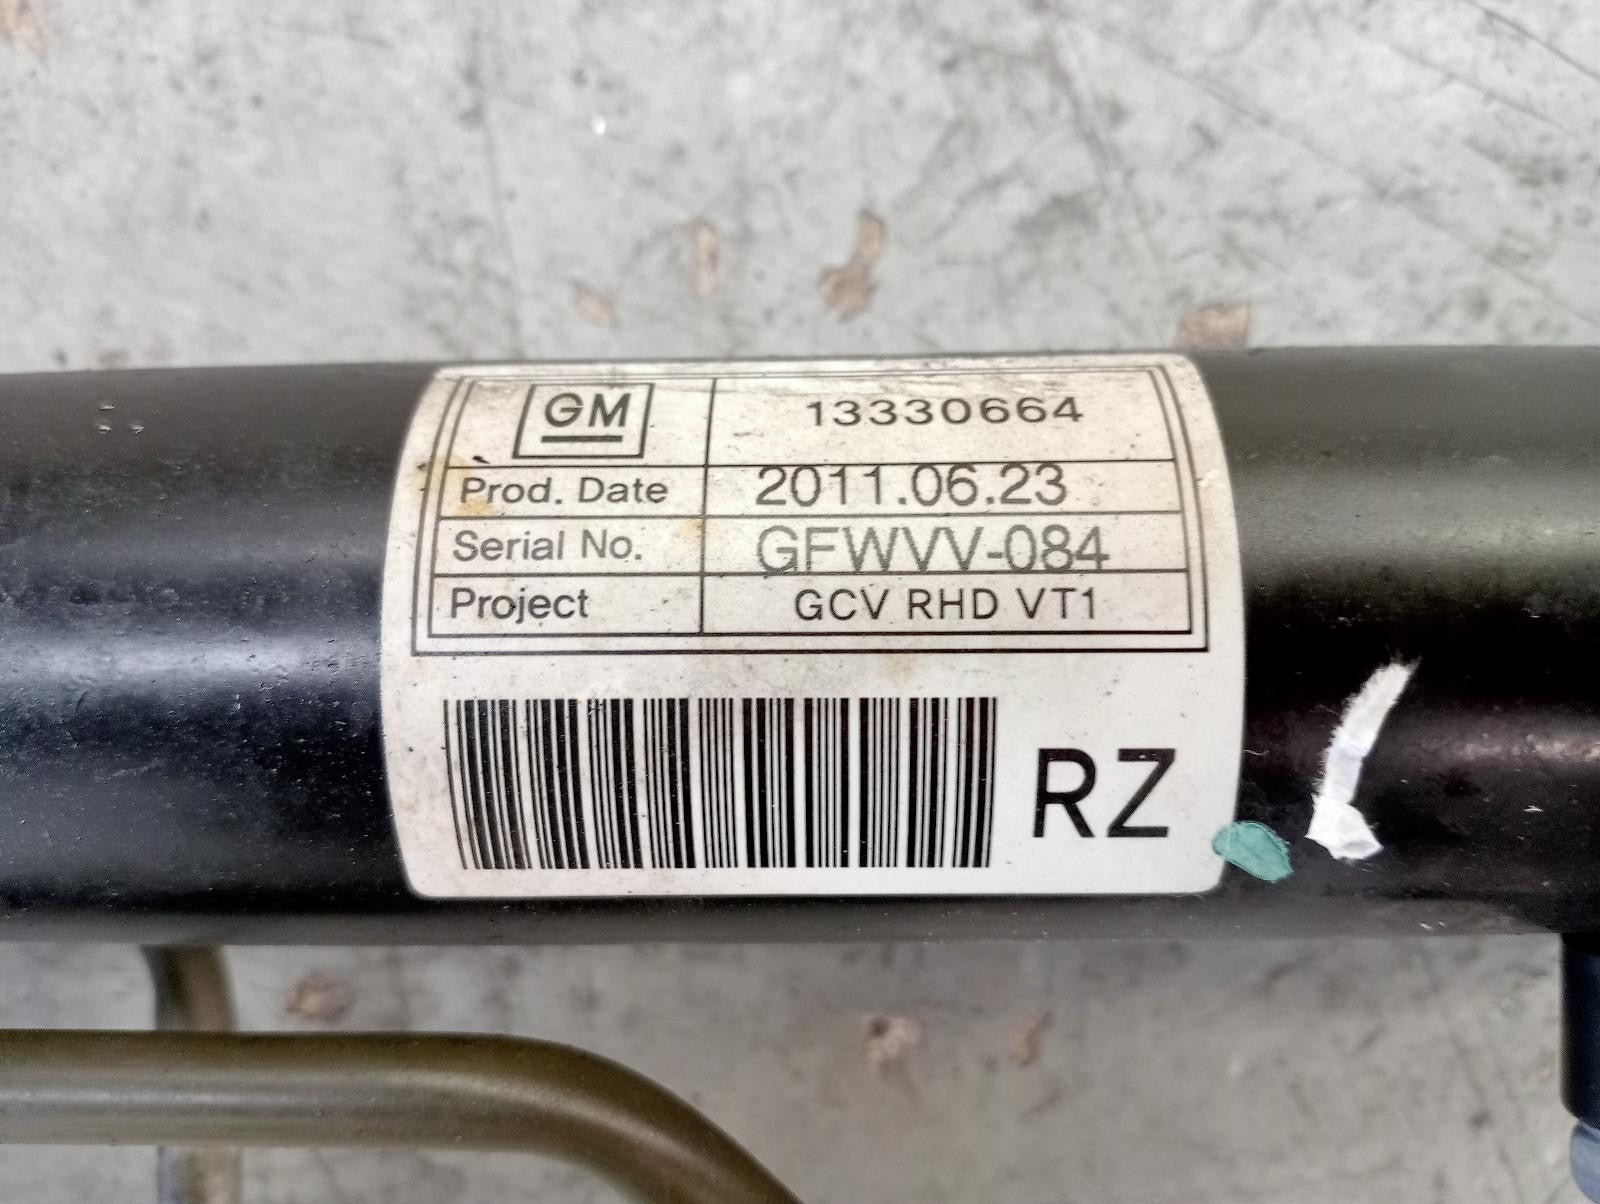 GM 13330664
Prod. Date 2011.06.23
Serial No. GFWVV-084
Project GCV RHD VT1
RZ